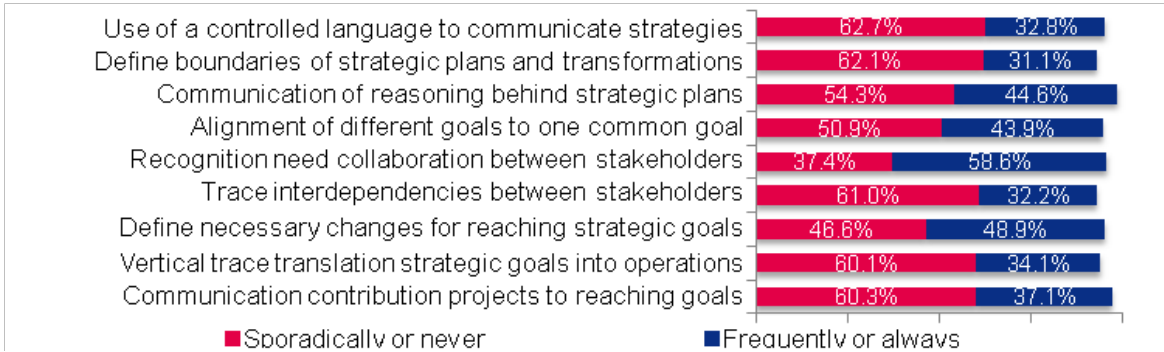 Use of a controlled language to communicate strategies 62.7% 32.8%
Define boundaries of strategic plans and transformations 62.1% 31.1%
Communication of reasoning behind strategic plans 54.3% 44.6%
Alignment of different goals to one common goal 50.9% 43.9%
Recognition need collaboration between stakeholders 37.4% 58.6%
Trace interdependencies between stakeholders 61.0% 32.2%
Define necessary changes for reaching strategic goals 46.6% 48.9%
Vertical trace translation strategic goals into operations 60.1% 34.1%
Communication contribution projects to reaching goals 60.3% 37.1%
Sporadically or never Frequently or always